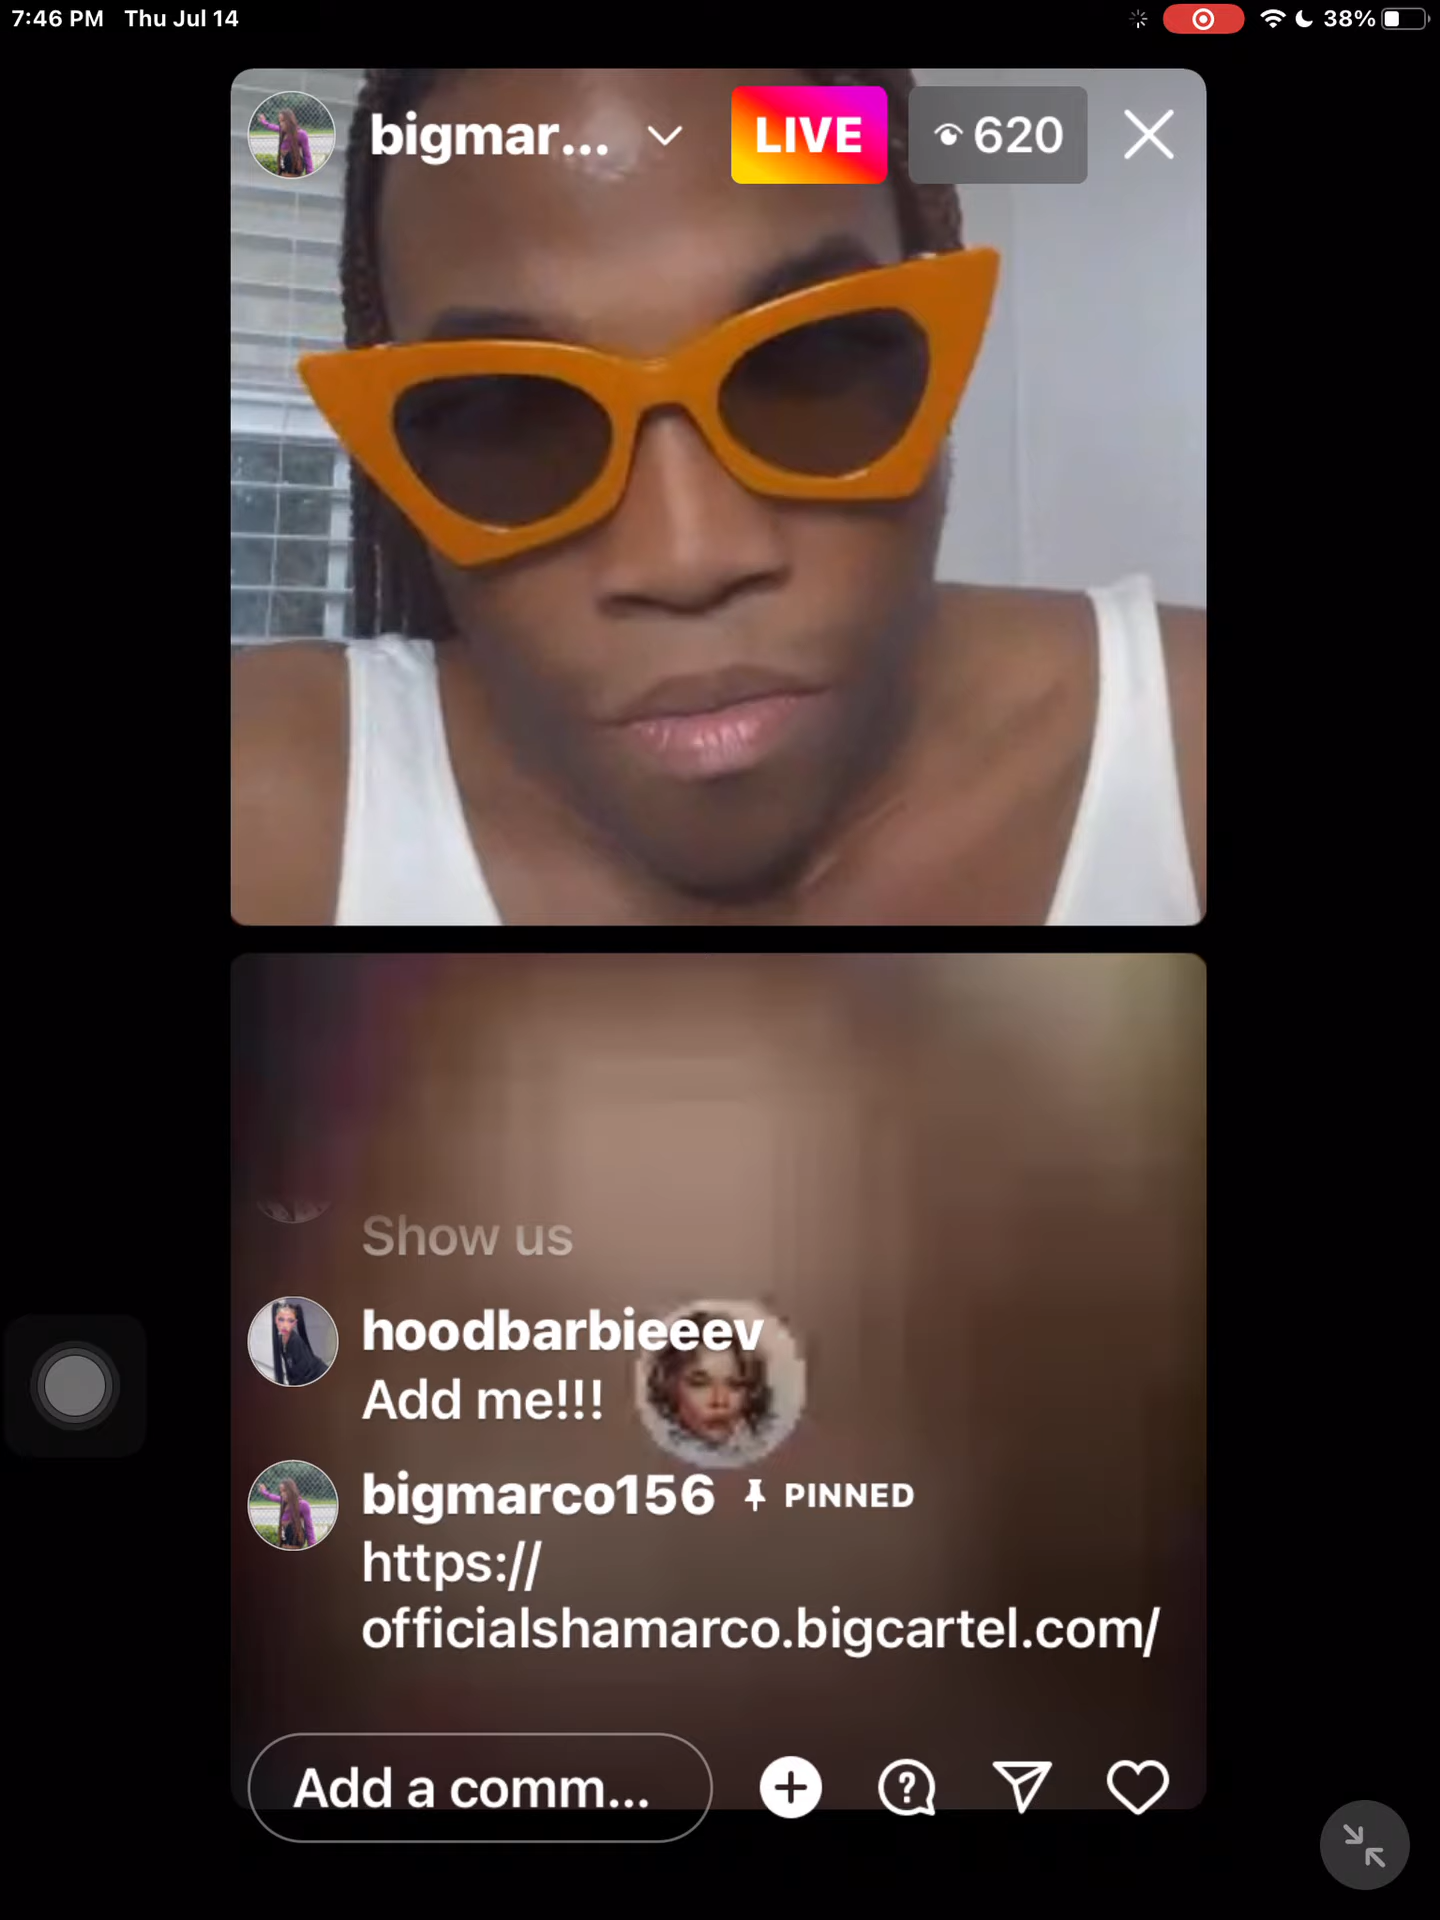 7:46 PM Thu Jul 14
38%
bigmar...
LIVE
620
Show us
hoodbarbieeev
Add me!!!
bigmarco156 PINNED
https://
officialshamarco.bigcartel.com/
Add a comm...